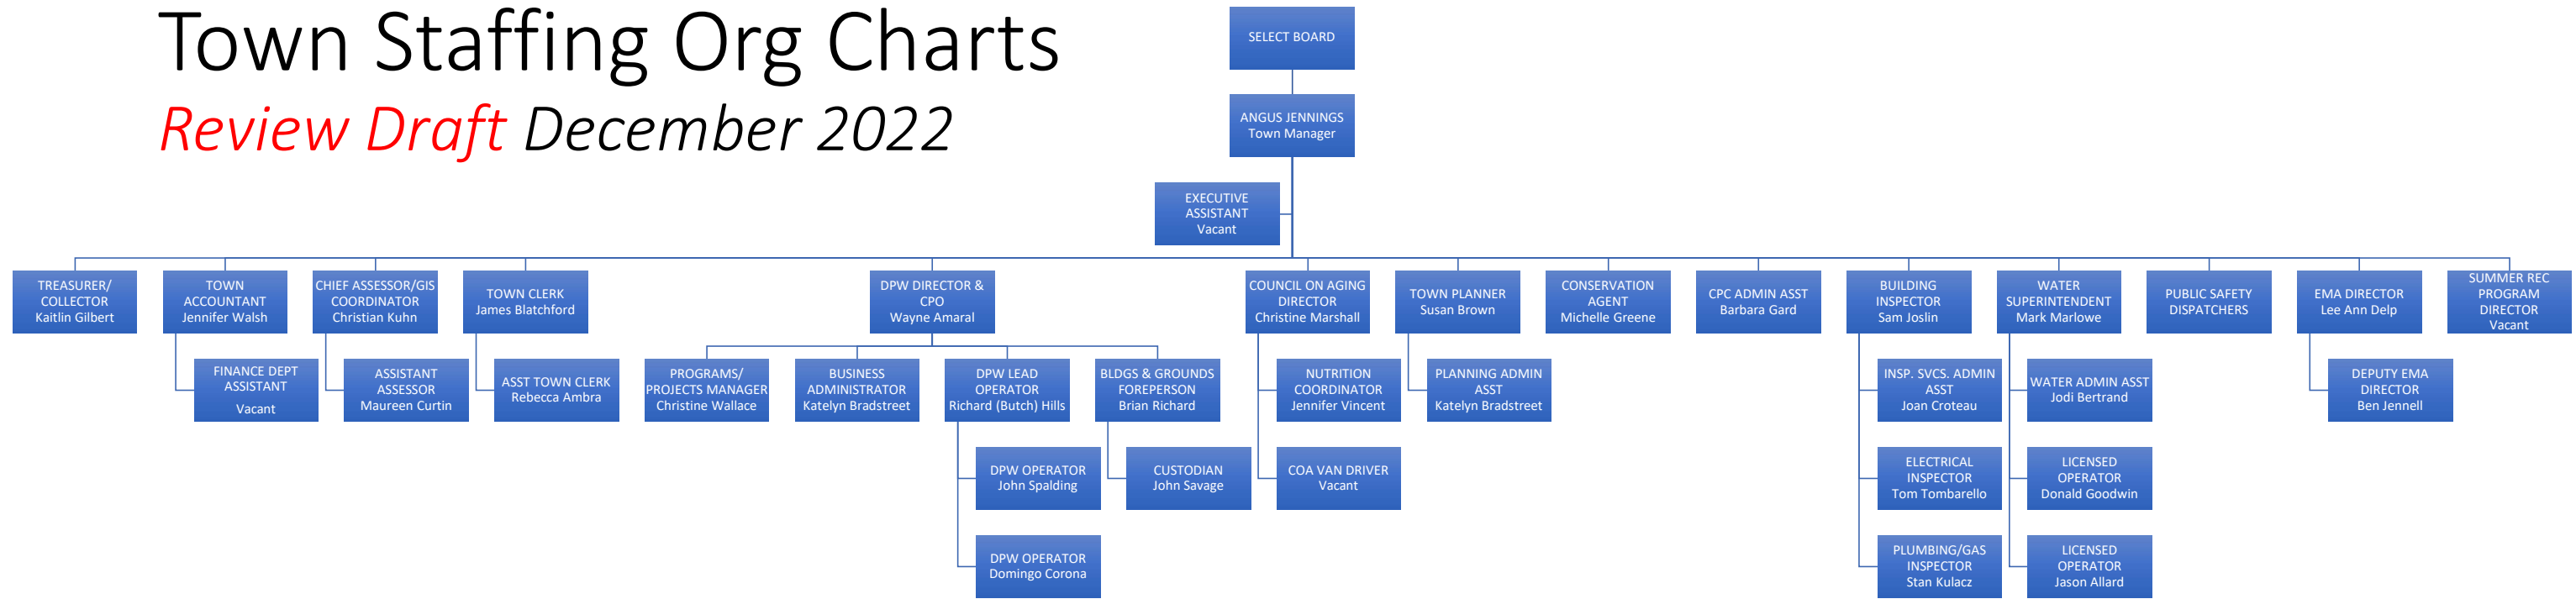 Town Staffing Org Charts
Review Draft December 2022
SELECT BOARD
ANGUS JENNINGS
Town Manager
EXECUTIVE
ASSISTANT
Vacant
TREASURER/
COLLECTOR
Kaitlin Gilbert
TOWN
ACCOUNTANT
Jennifer Walsh
CHIEF ASSESSOR/GIS
COORDINATOR
Christian Kuhn
TOWN CLERK
James Blatchford
DPW DIRECTOR &
CPO
Wayne Amaral
COUNCIL ON AGING
DIRECTOR
Christine Marshall
TOWN PLANNER
Susan Brown
CONSERVATION
AGENT
Michelle Greene
CPC ADMIN ASST
Barbara Gard
BUILDING
INSPECTOR
Sam Joslin
WATER
SUPERINTENDENT
Mark Marlowe
PUBLIC SAFETY
DISPATCHERS
EMA DIRECTOR
Lee Ann Delp
SUMMER REC
PROGRAM
DIRECTOR
Vacant
FINANCE DEPT
ASSISTANT
Vacant
ASSISTANT
ASSESSOR
Maureen Curtin
ASST TOWN CLERK
Rebecca Ambra
PROGRAMS/
PROJECTS MANAGER
Christine Wallace
BUSINESS
ADMINISTRATOR
Katelyn Bradstreet
DPW LEAD
OPERATOR
Richard (Butch) Hills
BLDGS & GROUNDS
FOREPERSON
Brian Richard
NUTRITION
COORDINATOR
Jennifer Vincent
PLANNING ADMIN
ASST
Katelyn Bradstreet
INSP. SVCS. ADMIN
ASST
Joan Croteau
WATER ADMIN ASST
Jodi Bertrand
DEPUTY EMA
DIRECTOR
Ben Jennell
DPW OPERATOR
John Spalding
CUSTODIAN
John Savage
COA VAN DRIVER
Vacant
ELECTRICAL
INSPECTOR
Tom Tombarello
LICENSED
OPERATOR
Donald Goodwin
DPW OPERATOR
Domingo Corona
PLUMBING/GAS
INSPECTOR
Stan Kulacz
LICENSED
OPERATOR
Jason Allard